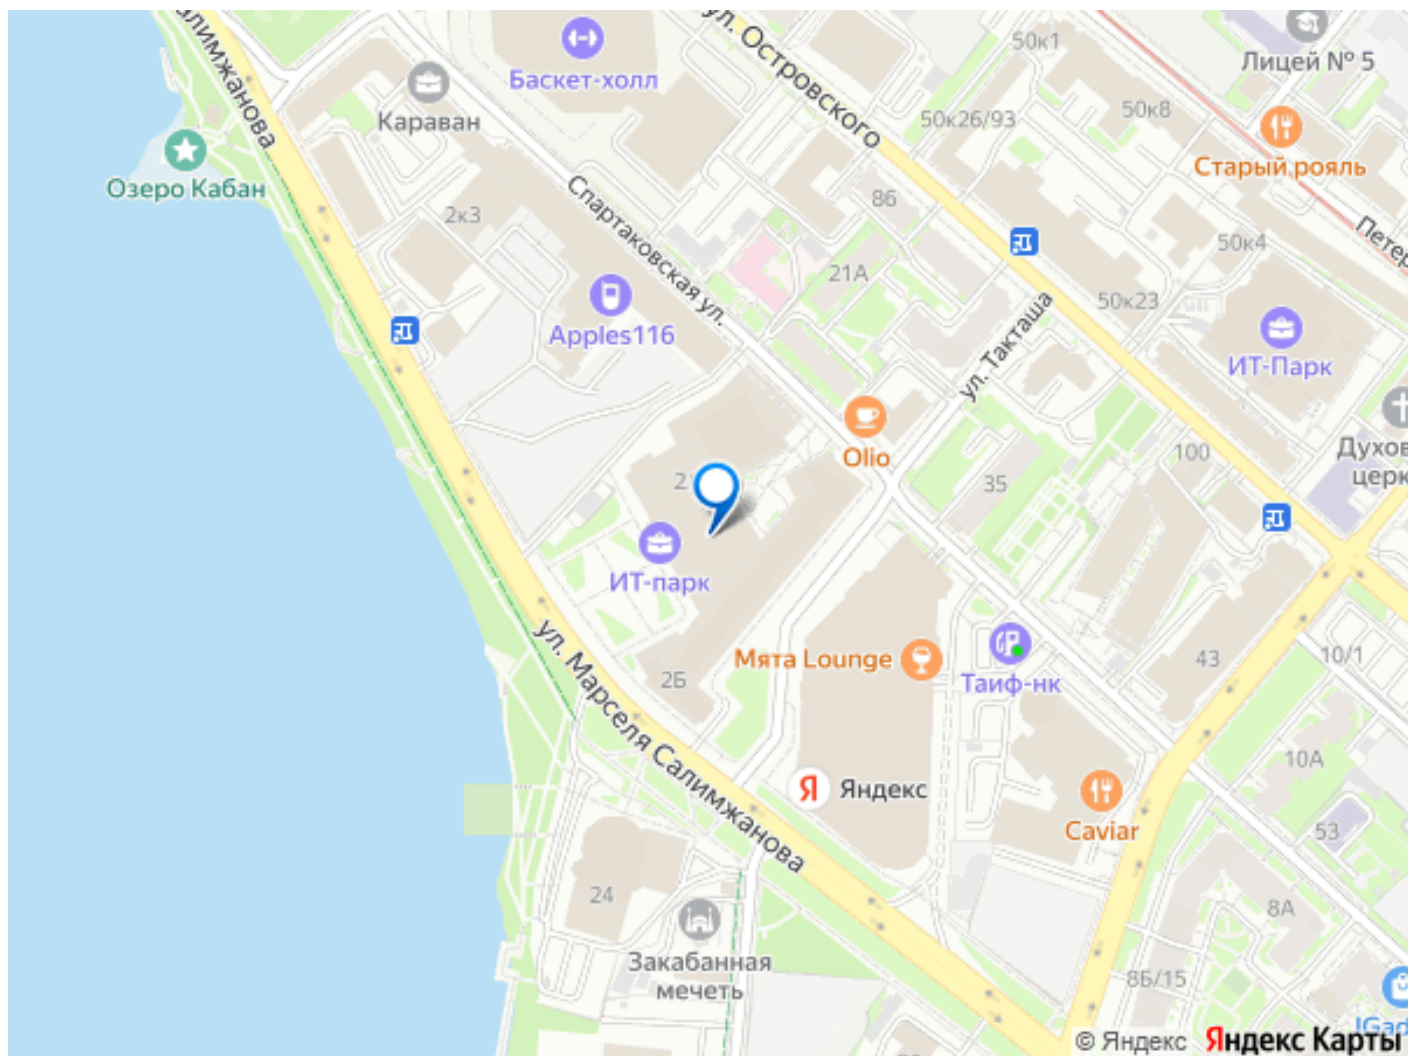 Салимжанова
ул. Островского
50к1
Лицей № 5
Баскет-холл
Караван
50к26/93
50к8
Старый рояль
Озеро Кабан
Спартаковская ул.
2к3
86
50к4
21А
50к23
ул. Такташа
Apples116
ИТ-Парк
Olio
100
35
2
ИТ-парк
ул. Марселя Салимжанова
Мята Lounge
2Б
Таиф-нк
43
10/1
Яндекс
10А
Caviar
53
24
8А
Закабанная
мечеть
8Б/15
© Яндекс Яндекс Карты